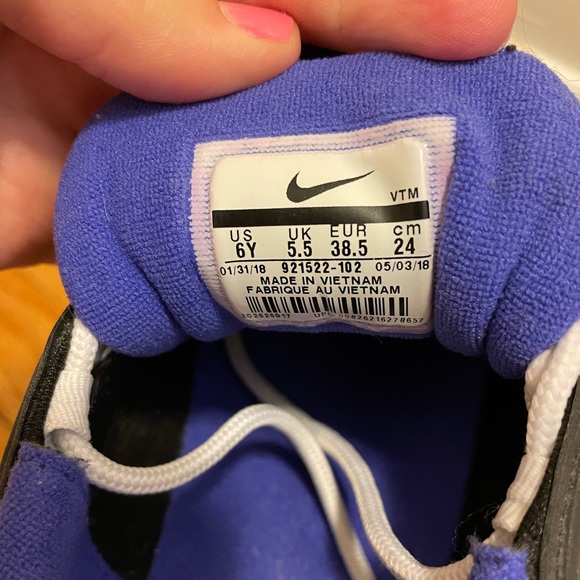 VTM
US UK EUR cm
6Y 5.5 38.5 24
01/31/18 921522-102 05/03/18
MADE IN VIETNAM
FABRIQUE AU VIETNAM
UPC